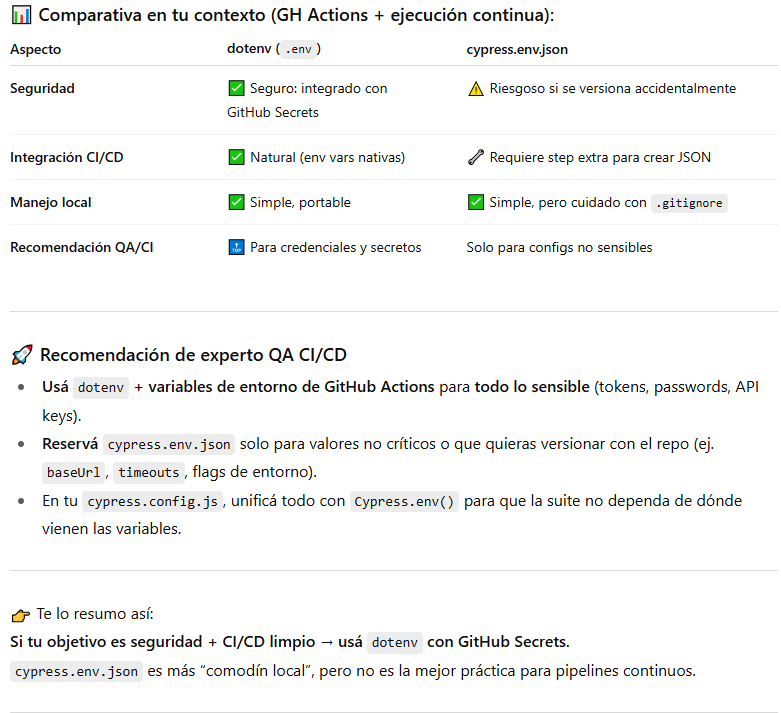 📊 Comparativa en tu contexto (GH Actions + ejecución continua):
Aspecto dotenv ( .env ) cypress.env.json
Seguridad ✅ Seguro: integrado con ⚠️ Riesgoso si se versiona accidentalmente
GitHub Secrets
Integración CI/CD ✅ Natural (env vars nativas) 🔧 Requiere step extra para crear JSON
Manejo local ✅ Simple, portable ✅ Simple, pero cuidado con .gitignore
Recomendación QA/CI 🔝 Para credenciales y secretos Solo para configs no sensibles
🚀 Recomendación de experto QA CI/CD
• Usá dotenv + variables de entorno de GitHub Actions para todo lo sensible (tokens, passwords, API
keys).
• Reservá cypress.env.json solo para valores no críticos o que quieras versionar con el repo (ej.
baseUrl , timeouts , flags de entorno).
• En tu cypress.config.js , unificá todo con Cypress.env() para que la suite no dependa de dónde
vienen las variables.
👉 Te lo resumo así:
Si tu objetivo es seguridad + CI/CD limpio → usá dotenv con GitHub Secrets.
cypress.env.json es más “comodín local”, pero no es la mejor práctica para pipelines continuos.